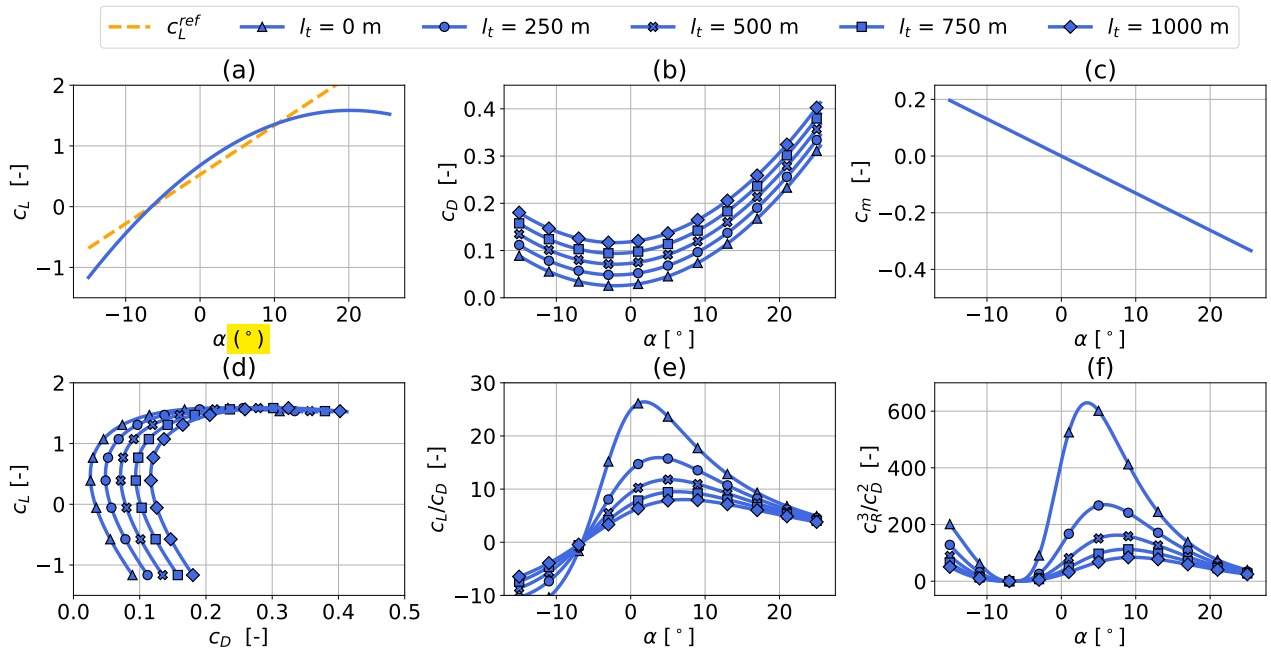 c_L^ref   l_t = 0 m   l_t = 250 m   l_t = 500 m   l_t = 750 m   l_t = 1000 m
(a)
2
1
0
−1
c_L [-]
−10 0 10 20
α (°)
(b)
0.4
0.3
0.2
0.1
0.0
c_D [-]
−10 0 10 20
α [°]
(c)
0.2
0.0
−0.2
−0.4
c_m [-]
−10 0 10 20
α [°]
(d)
2
1
0
−1
c_L [-]
0.0 0.1 0.2 0.3 0.4 0.5
c_D [-]
(e)
30
20
10
0
−10
c_L/c_D [-]
−10 0 10 20
α [°]
(f)
600
400
200
0
c_R^3/c_D^2 [-]
−10 0 10 20
α [°]